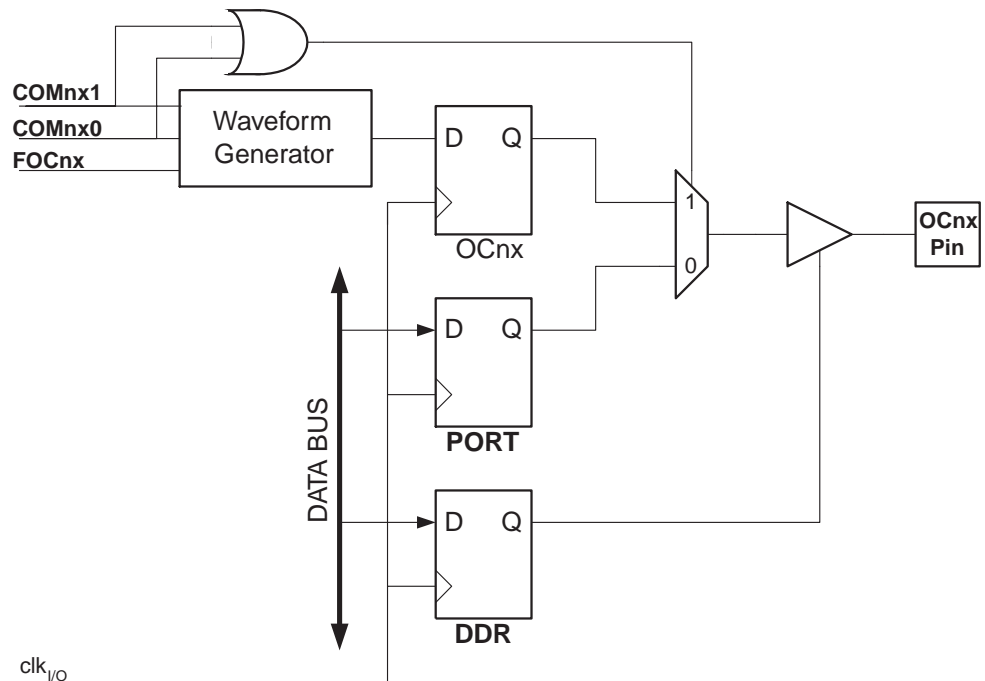 COMnx1
COMnx0
FOCnx
Waveform
Generator
D Q
OCnx
1
0
OCnx
Pin
D Q
PORT
DATA BUS
D Q
DDR
clkI/O